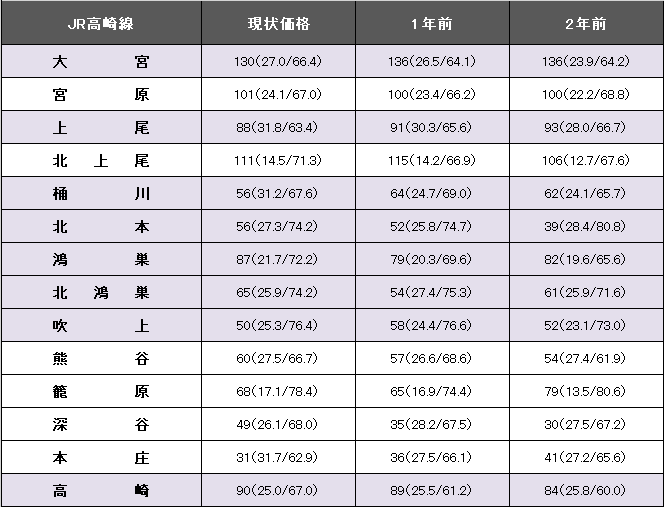 JR高崎線 現状価格 1年前 2年前
大宮 130(27.0/66.4) 136(26.5/64.1) 136(23.9/64.2)
宮原 101(24.1/67.0) 100(23.4/66.2) 100(22.2/68.8)
上尾 88(31.8/63.4) 91(30.3/65.6) 93(28.0/66.7)
北上尾 111(14.5/71.3) 115(14.2/66.9) 106(12.7/67.6)
桶川 56(31.2/67.6) 64(24.7/69.0) 62(24.1/65.7)
北本 56(27.3/74.2) 52(25.8/74.7) 39(28.4/80.8)
鴻巣 87(21.7/72.2) 79(20.3/69.6) 82(19.6/65.6)
北鴻巣 65(25.9/74.2) 54(27.4/75.3) 61(25.9/71.6)
吹上 50(25.3/76.4) 58(24.4/76.6) 52(23.1/73.0)
熊谷 60(27.5/66.7) 57(26.6/68.6) 54(27.4/61.9)
籠原 68(17.1/78.4) 65(16.9/74.4) 79(13.5/80.6)
深谷 49(26.1/68.0) 35(28.2/67.5) 30(27.5/67.2)
本庄 31(31.7/62.9) 36(27.5/66.1) 41(27.2/65.6)
高崎 90(25.0/67.0) 89(25.5/61.2) 84(25.8/60.0)